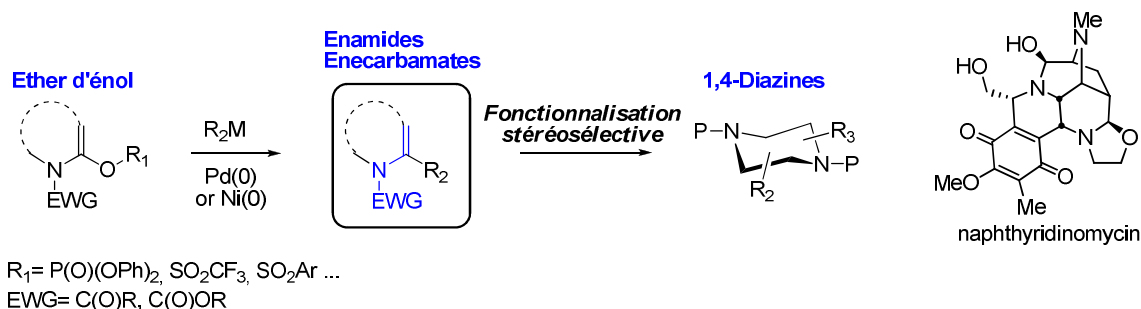 Ether d'énol
N
EWG
O
R1
R2M
Pd(0)
or Ni(0)
Enamides
Enecarbamates
N
EWG
R2
Fonctionnalisation
stéréosélective
1,4-Diazines
P
N
R3
N
P
R2
Me
N
HO
HO
N
O
N
O
O
MeO
Me
naphthyridinomycin
R1= P(O)(OPh)2, SO2CF3, SO2Ar ...
EWG= C(O)R, C(O)OR